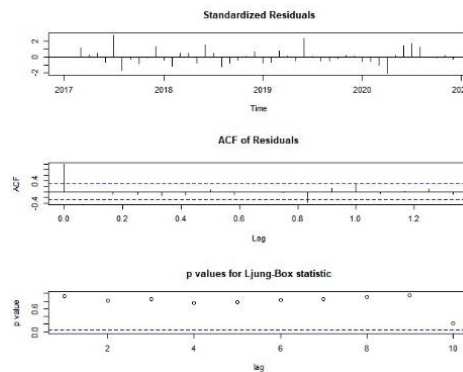 Standardized Residuals
2
0
-2
2017 2018 2019 2020 202
Time
ACF of Residuals
ACF
0.4
-0.4
0.0 0.2 0.4 0.6 0.8 1.0 1.2
Lag
p values for Ljung-Box statistic
p value
0.6
0.0
2 4 6 8 10
lag